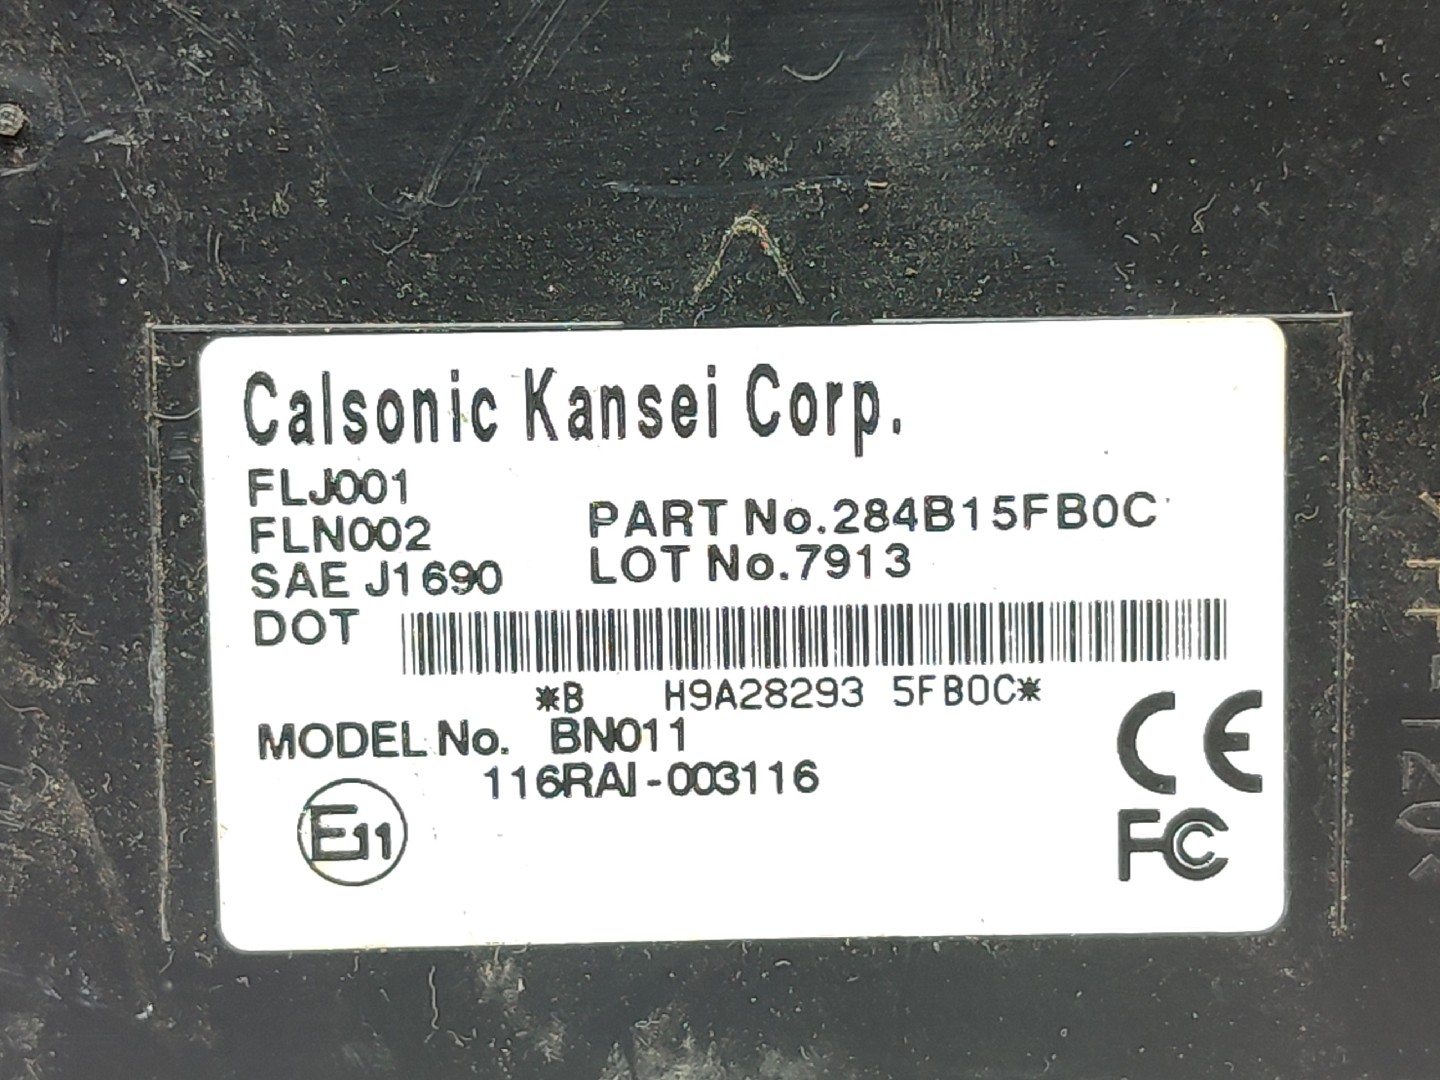 Calsonic Kansei Corp.
FLJ001
FLN002
SAE J1690
DOT
PART No.284B15FB0C
LOT No.7913
*B H9A28293 5FB0C*
MODEL No. BN011
116RAI-003116
E11
CE
FC